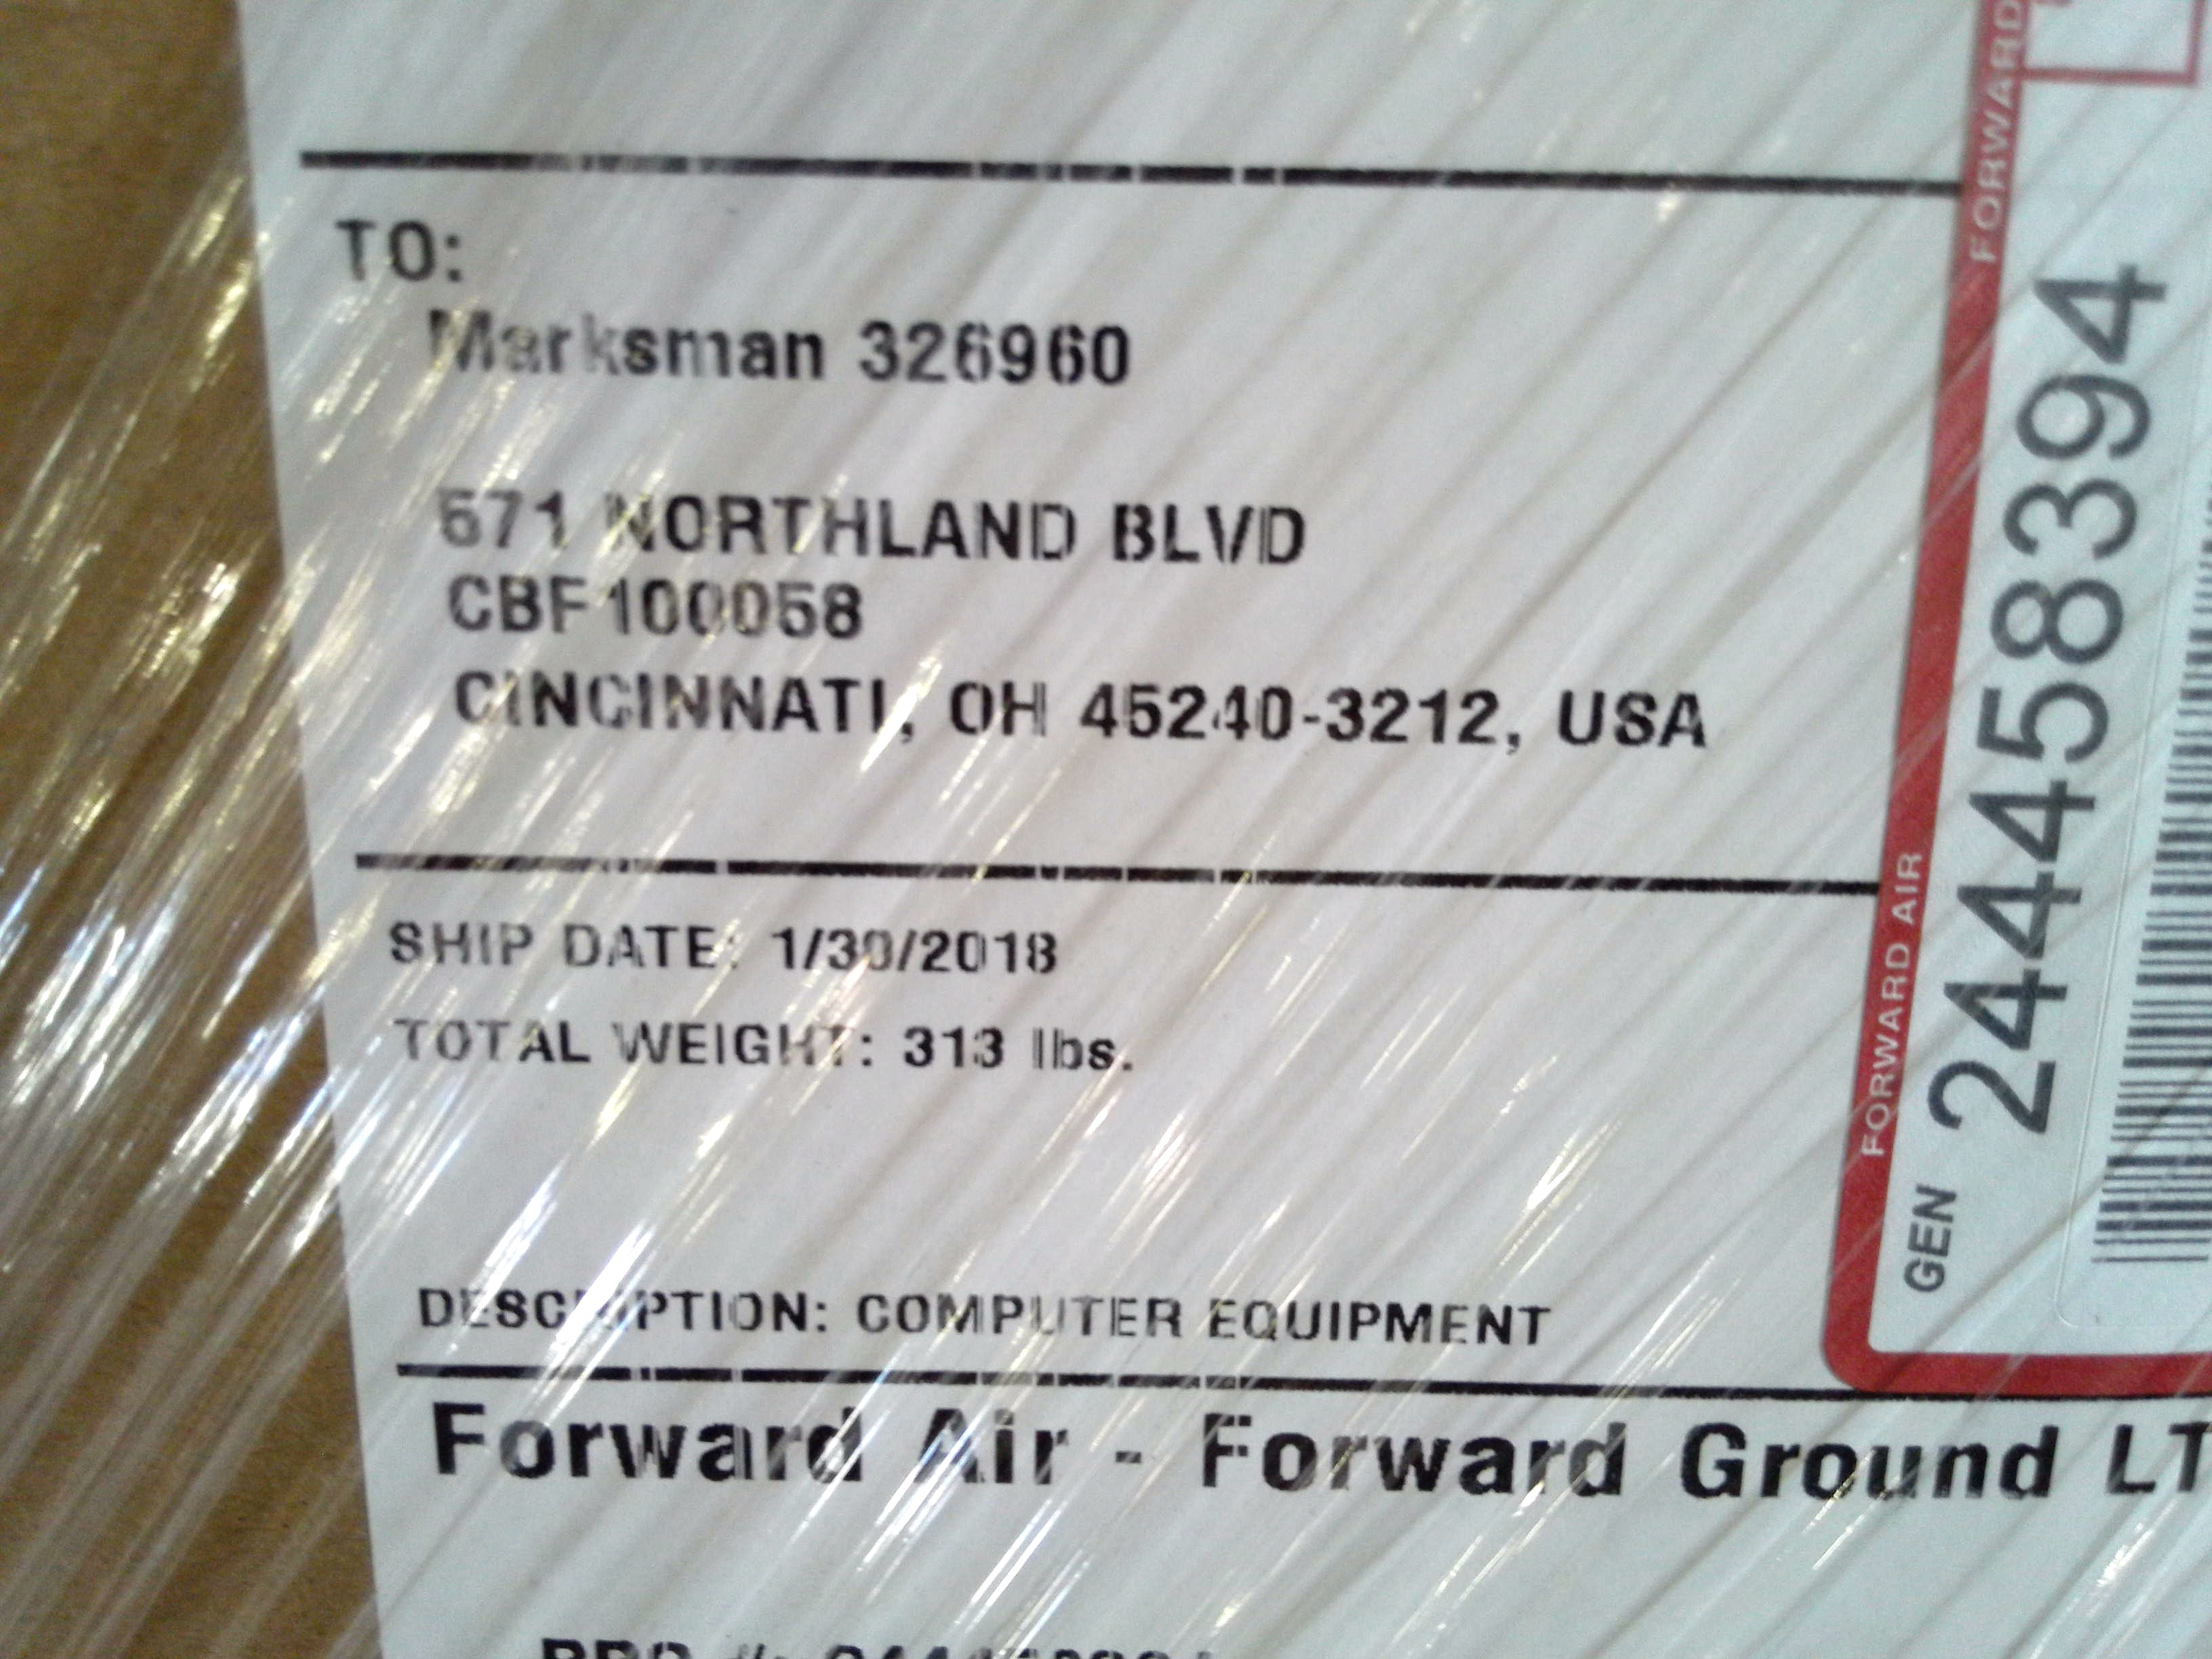 TO:
Marksman 326960
671 NORTHLAND BLVD
CBF100058
CINCINNATI, OH 45240-3212, USA
SHIP DATE: 1/30/2018
TOTAL WEIGHT: 313 lbs.
DESCRIPTION: COMPUTER EQUIPMENT
Forward Air - Forward Ground
FORWARD
FORWARD AIR
GEN 24458394